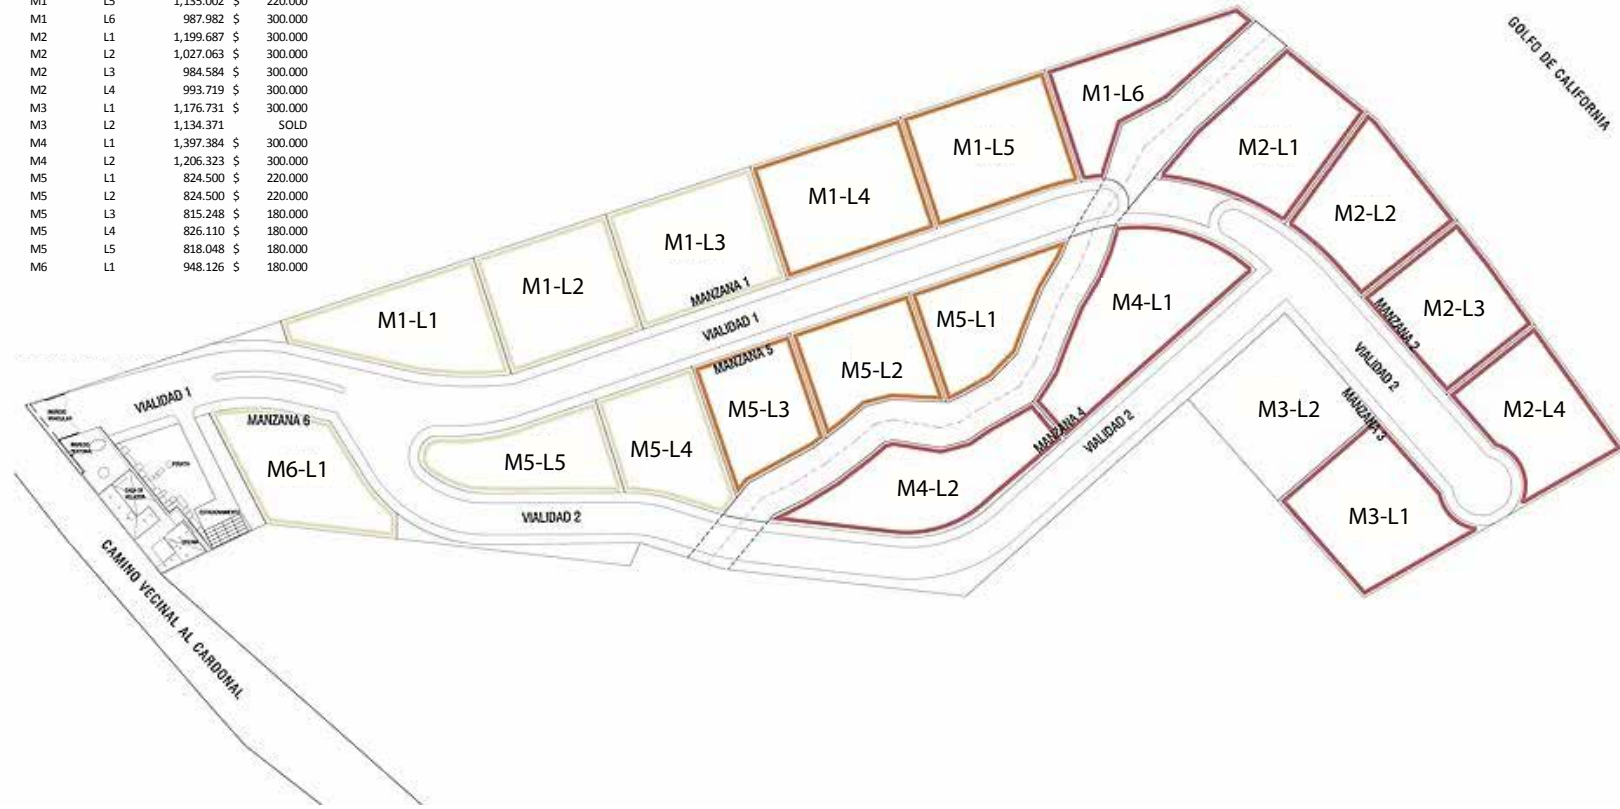 M1 L5 1,135.002 $ 220.000
M1 L6 987.982 $ 300.000
M2 L1 1,199.687 $ 300.000
M2 L2 1,027.063 $ 300.000
M2 L3 984.584 $ 300.000
M2 L4 993.719 $ 300.000
M3 L1 1,176.731 $ 300.000
M3 L2 1,134.371 SOLD
M4 L1 1,397.384 $ 300.000
M4 L2 1,206.323 $ 300.000
M5 L1 824.500 $ 220.000
M5 L2 824.500 $ 220.000
M5 L3 815.248 $ 180.000
M5 L4 826.110 $ 180.000
M5 L5 818.048 $ 180.000
M6 L1 948.126 $ 180.000
GOLFO DE CALIFORNIA
M1-L6
M1-L5
M2-L1
M1-L4
M2-L2
M1-L3
M1-L2
MANZANA 1
M4-L1
M2-L3
M1-L1
VIALIDAD 1
M5-L1
MANZANA 2
MANZANA 5
M5-L2
VIALIDAD 2
VIALIDAD 1
M5-L3
M3-L2
MANZANA 3
M2-L4
MANZANA 6
MANZANA 4
VIALIDAD 2
M6-L1
M5-L5
M5-L4
M4-L2
VIALIDAD 2
M3-L1
ESTACIONAMIENTO
CAMINO VECINAL AL CARDONAL